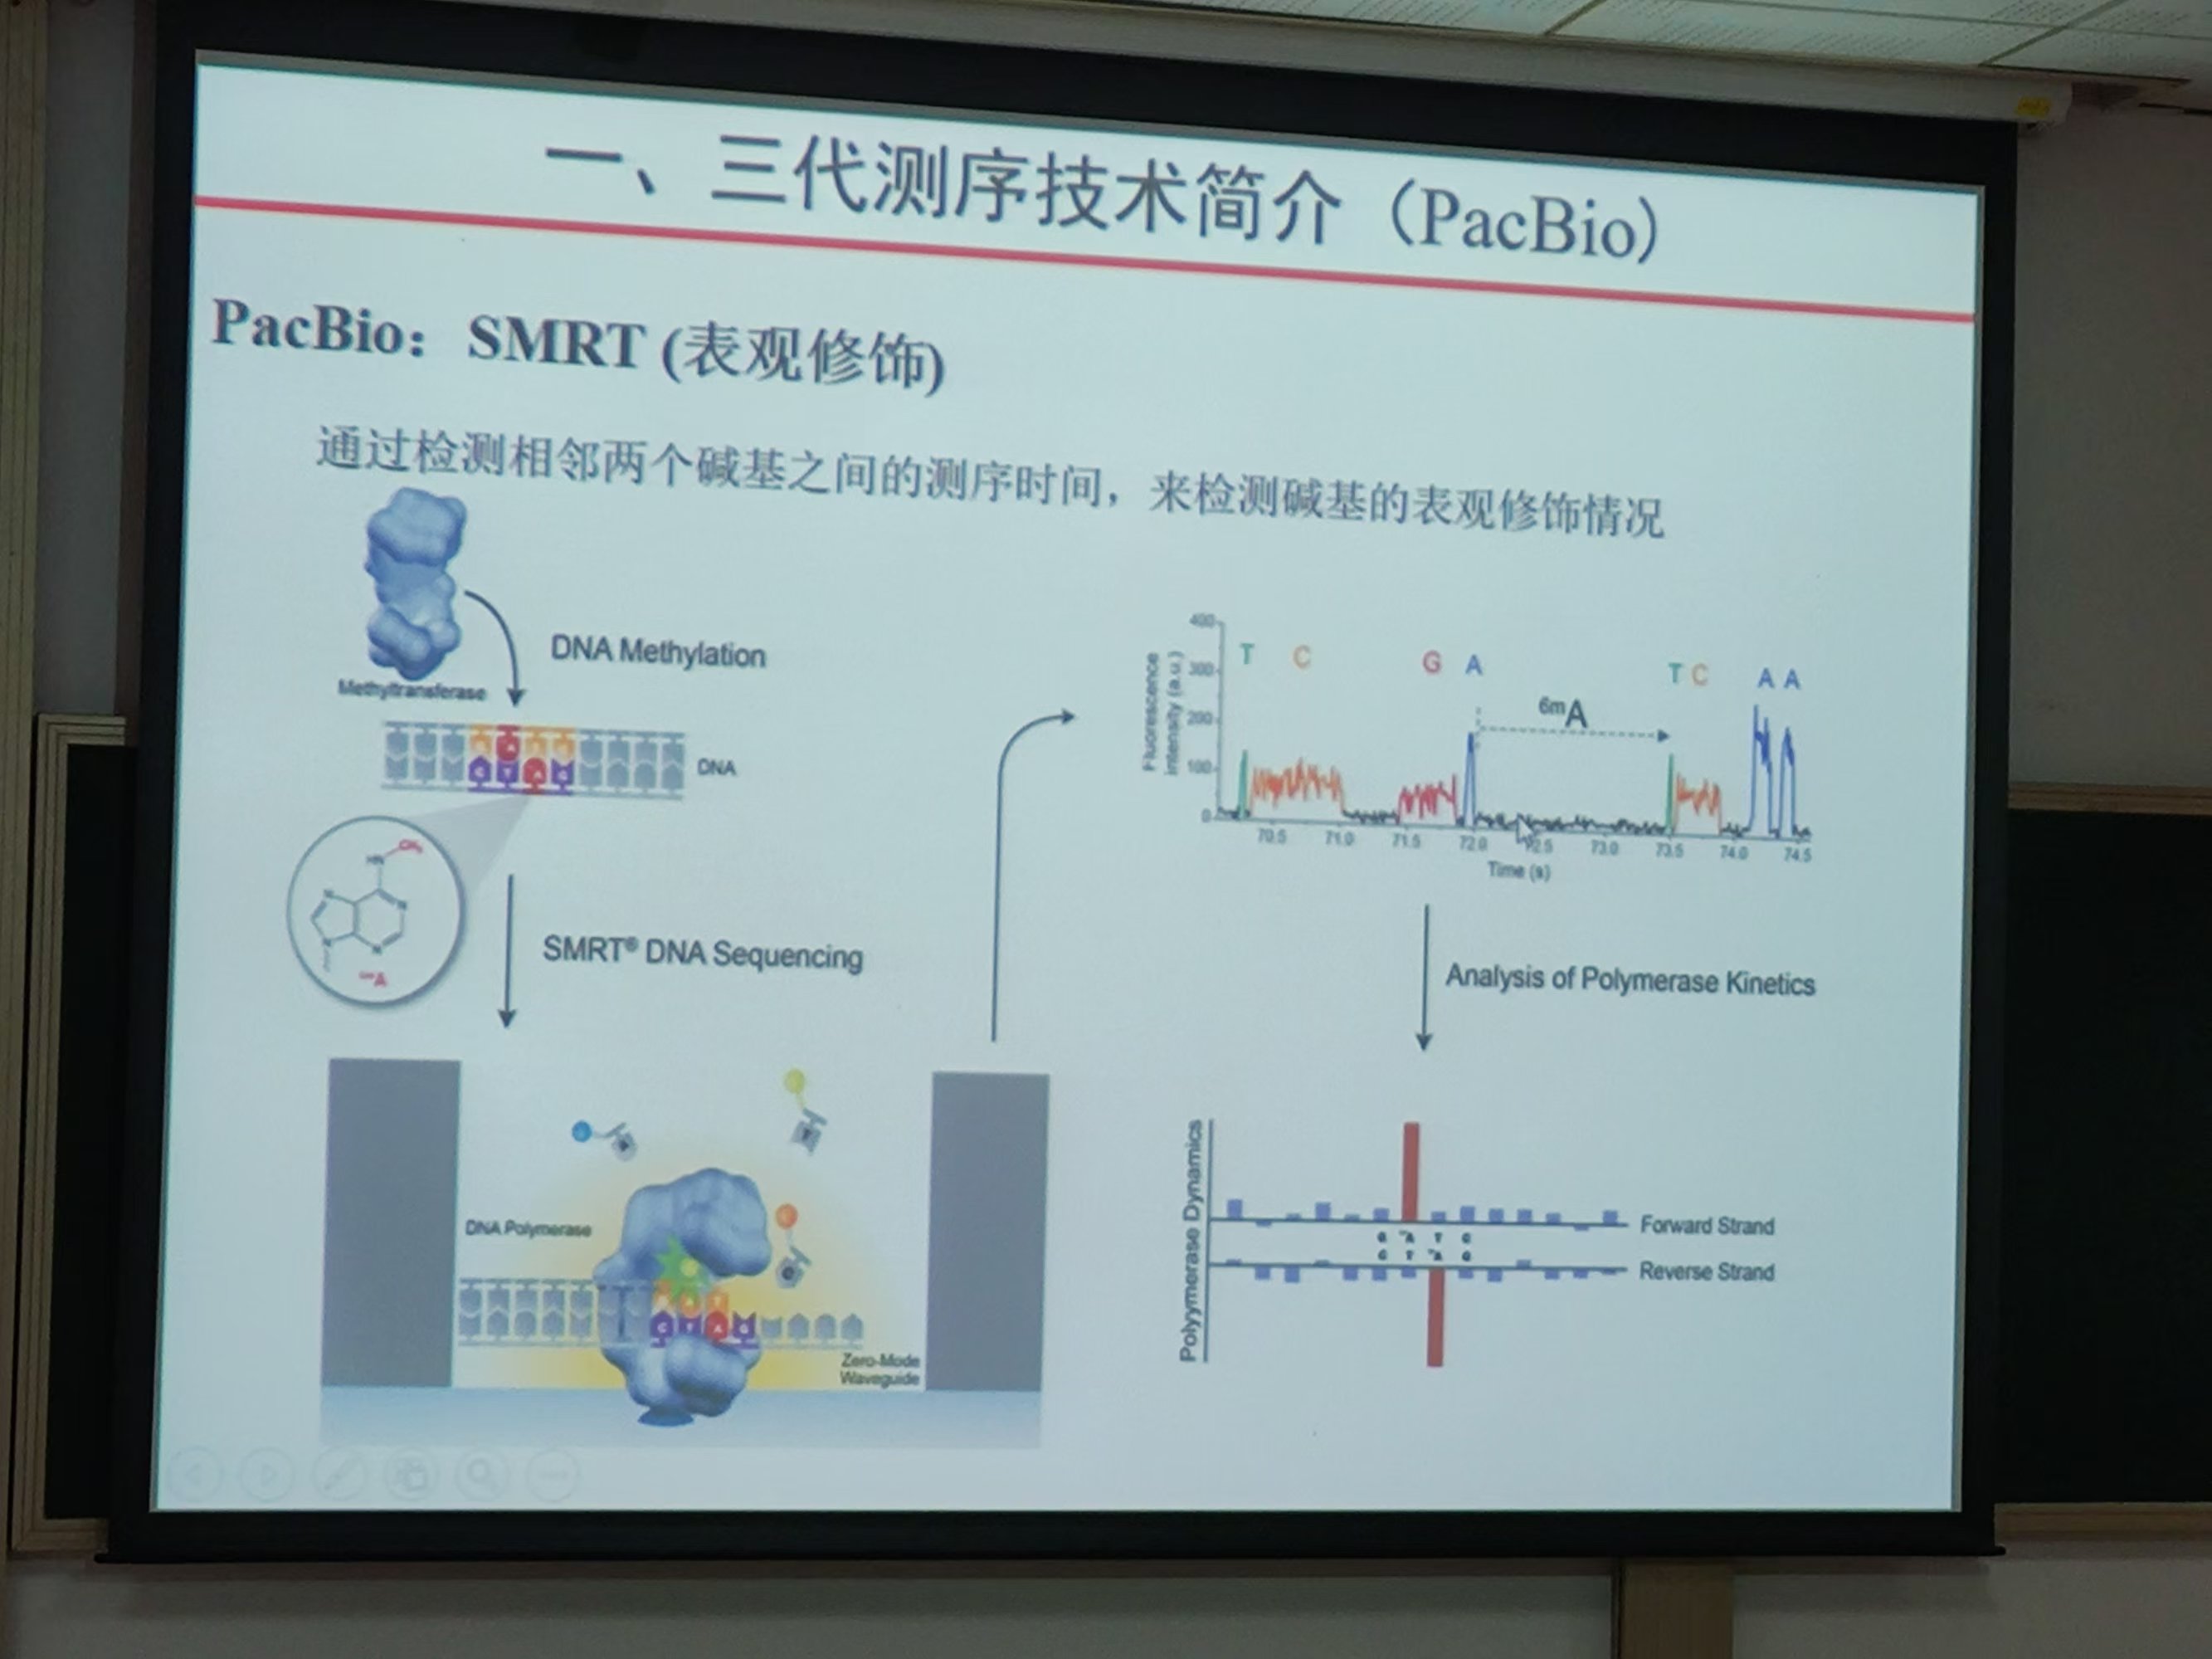 一、三代测序技术简介（PacBio）
PacBio：SMRT (表观修饰)
通过检测相邻两个碱基之间的测序时间，来检测碱基的表观修饰情况
Methyltransferase
DNA Methylation
DNA
C T A G
HN CH₃
N N
N N
A
SMRT® DNA Sequencing
DNA Polymerase
C T A G
Zero-Mode
Waveguide
Fluorescence
intensity (a.u.)
400
300
200
100
0
T C G A T C A A
6mA
70.5 71.0 71.5 72.0 73.0 73.5 74.0 74.5
Time (s)
Analysis of Polymerase Kinetics
Polymerase Dynamics
Forward Strand
G A T G
G T A G
Reverse Strand